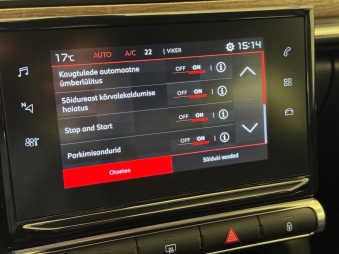 17°C AUTO A/C 22 VIKER 15:14
Kaugtulede automaatne
ümberlülitus
OFF ON
Sõidureast kõrvalekaldumise
hoiatus
OFF ON
Stop and Start
OFF ON
Parkimisandurid
OFF ON
Otsetee
Sõiduki seaded
N